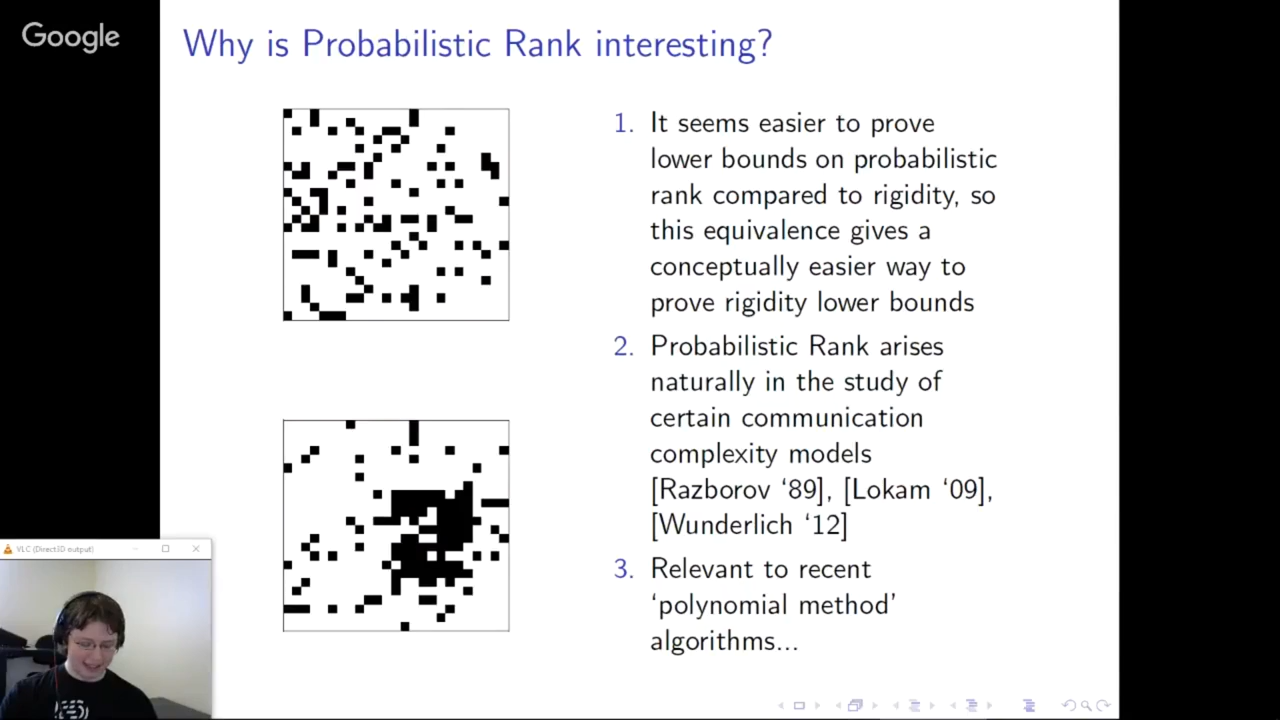 Google
Why is Probabilistic Rank interesting?
1. It seems easier to prove
lower bounds on probabilistic
rank compared to rigidity, so
this equivalence gives a
conceptually easier way to
prove rigidity lower bounds
2. Probabilistic Rank arises
naturally in the study of
certain communication
complexity models
[Razborov ‘89], [Lokam ‘09],
[Wunderlich ‘12]
3. Relevant to recent
‘polynomial method’
algorithms...
VLC (Direct3D output)